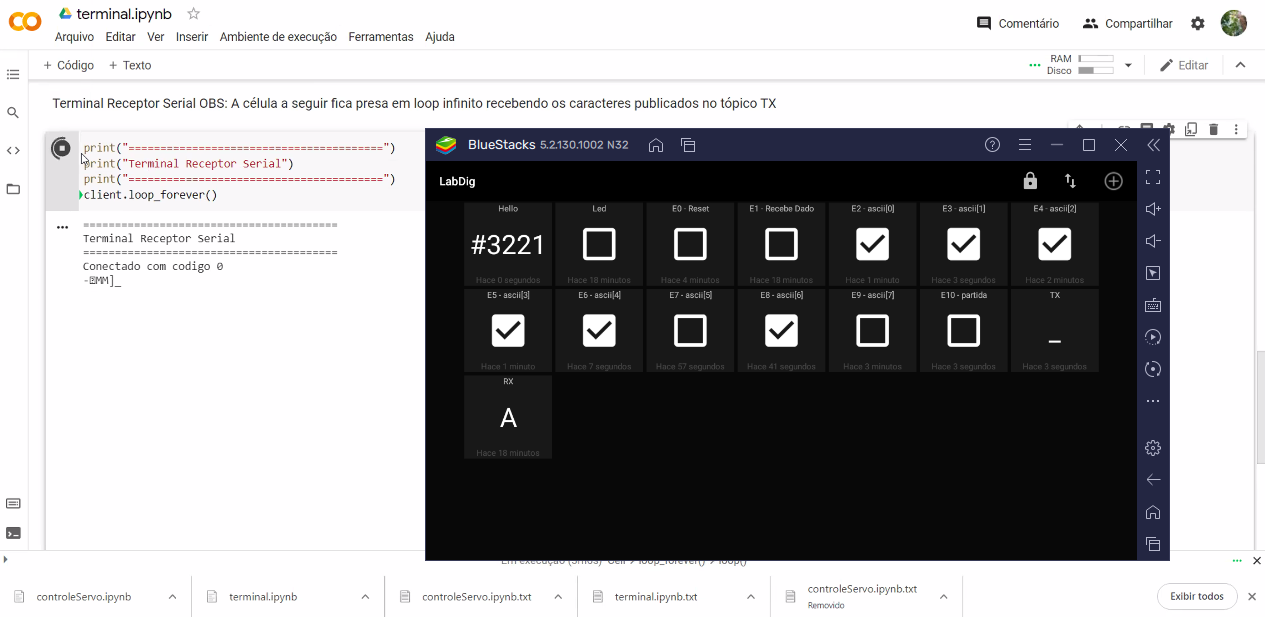 terminal.ipynb
Arquivo Editar Ver Inserir Ambiente de execução Ferramentas Ajuda
Comentário Compartilhar
+ Código + Texto
RAM
Disco
Editar
Terminal Receptor Serial OBS: A célula a seguir fica presa em loop infinito recebendo os caracteres publicados no tópico TX
print("========================================")
print("Terminal Receptor Serial")
print("========================================")
client.loop_forever()
========================================
Terminal Receptor Serial
========================================
Conectado com codigo 0
BlueStacks 5.2.130.1002 N32
LabDig
Hello Led E0 - Reset E1 - Recebe Dado E2 - ascii[0] E3 - ascii[1] E4 - ascii[2]
#3221
Hace 0 segundos Hace 18 minutos Hace 4 minutos Hace 18 minutos Hace 1 minuto Hace 3 segundos Hace 2 minutos
E5 - ascii[3] E6 - ascii[4] E7 - ascii[5] E8 - ascii[6] E9 - ascii[7] E10 - partida TX
_
Hace 1 minuto Hace 7 segundos Hace 57 segundos Hace 41 segundos Hace 3 minutos Hace 3 segundos Hace 3 segundos
RX
A
Hace 18 minutos
controleServo.ipynb terminal.ipynb controleServo.ipynb.txt terminal.ipynb.txt controleServo.ipynb.txt
Removido
Exibir todos